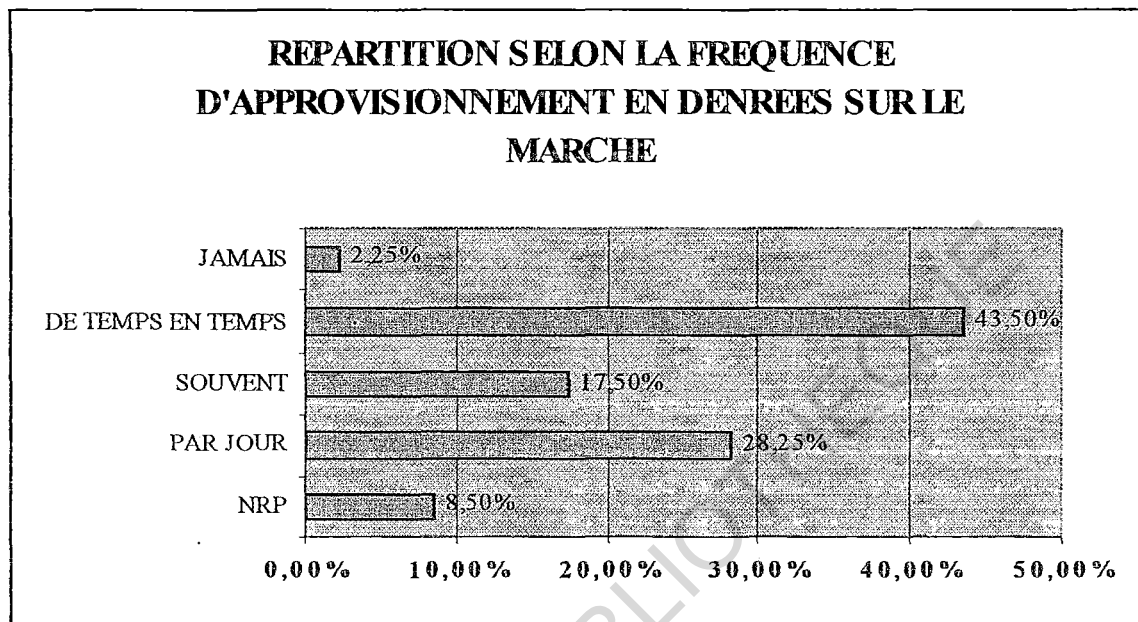 REPARTITION SELON LA FREQUENCE
D'APPROVISIONNEMENT EN DENREES SUR LE
MARCHE
JAMAIS 2,25%
DE TEMPS EN TEMPS 43,50%
SOUVENT 17,50%
PAR JOUR 28,25%
NRP 8,50%
0,00% 10,00% 20,00% 30,00% 40,00% 50,00%